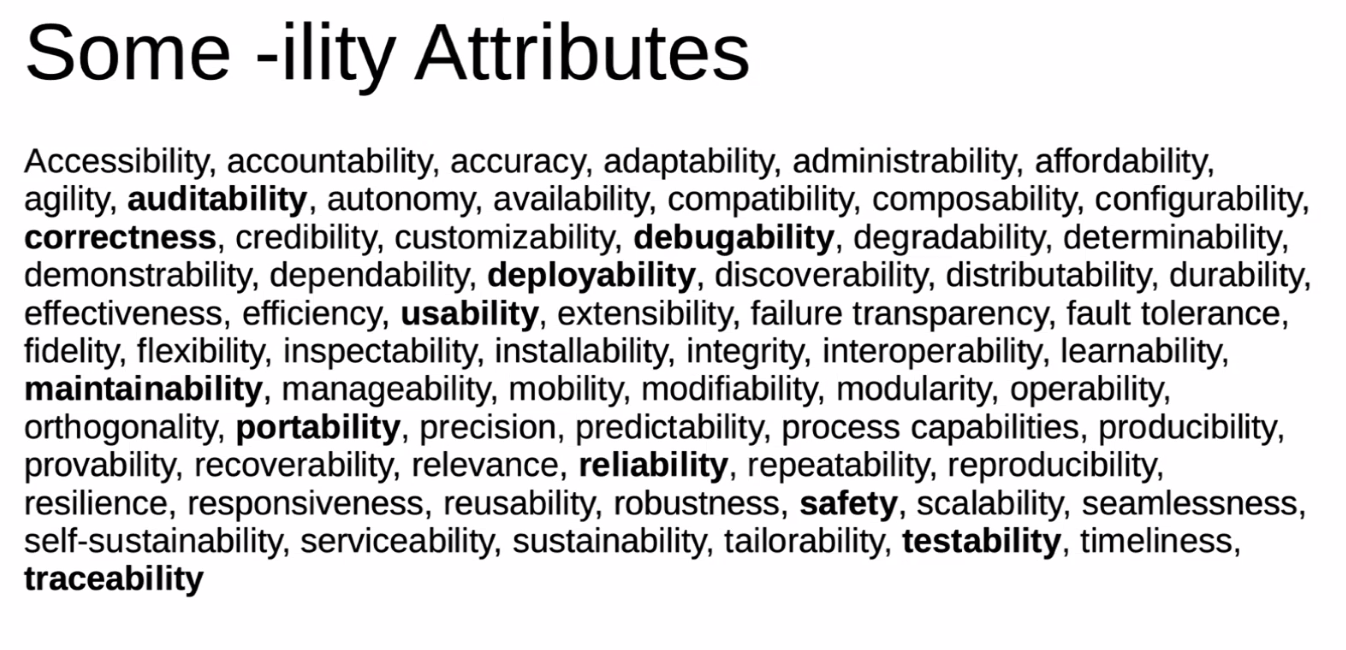 Some -ility Attributes
Accessibility, accountability, accuracy, adaptability, administrability, affordability,
agility, auditability, autonomy, availability, compatibility, composability, configurability,
correctness, credibility, customizability, debugability, degradability, determinability,
demonstrability, dependability, deployability, discoverability, distributability, durability,
effectiveness, efficiency, usability, extensibility, failure transparency, fault tolerance,
fidelity, flexibility, inspectability, installability, integrity, interoperability, learnability,
maintainability, manageability, mobility, modifiability, modularity, operability,
orthogonality, portability, precision, predictability, process capabilities, producibility,
provability, recoverability, relevance, reliability, repeatability, reproducibility,
resilience, responsiveness, reusability, robustness, safety, scalability, seamlessness,
self-sustainability, serviceability, sustainability, tailorability, testability, timeliness,
traceability